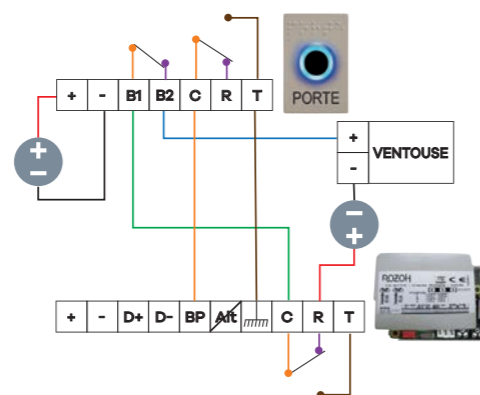 PORTE
+ - B1 B2 C R T
+
-
+
-
VENTOUSE
-
+
ROZOH
+ - D+ D- BP Alt C R T